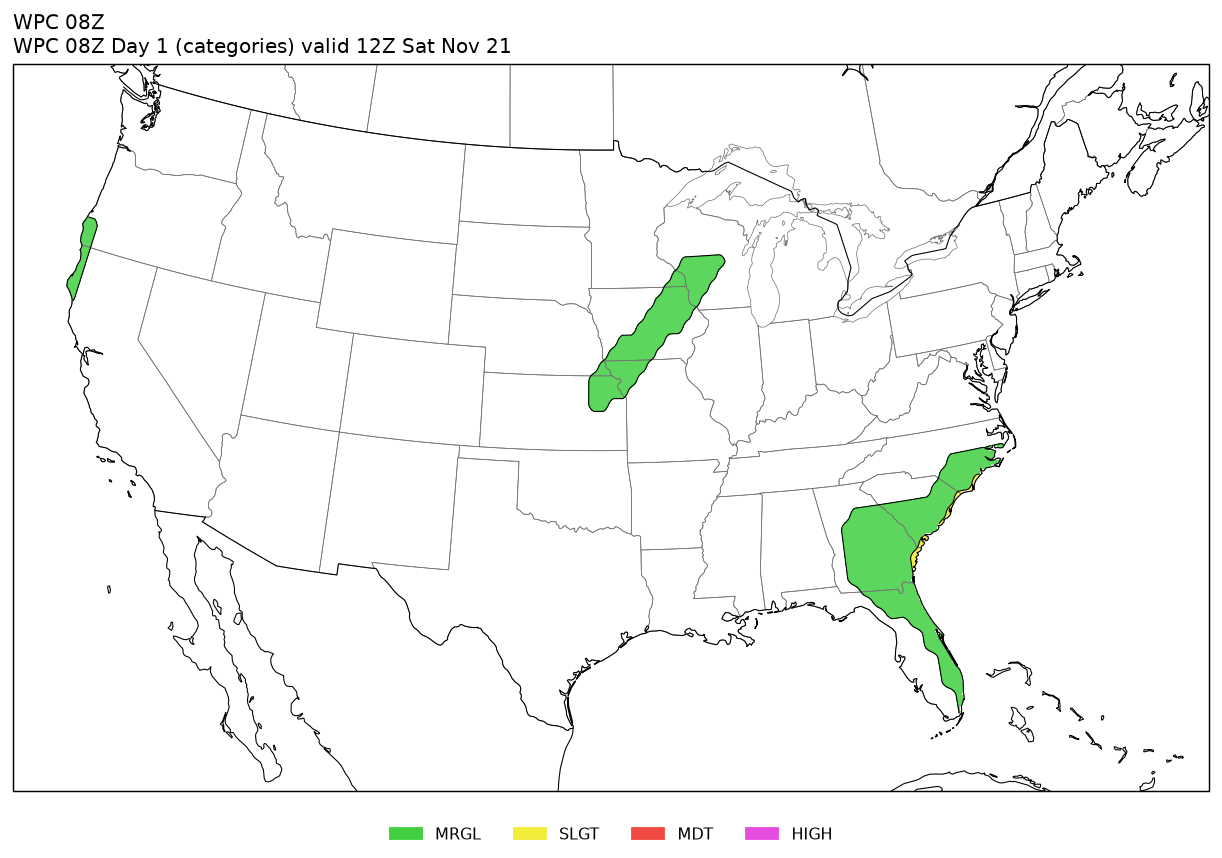 WPC 08Z
WPC 08Z Day 1 (categories) valid 12Z Sat Nov 21
MRGL SLGT MDT HIGH